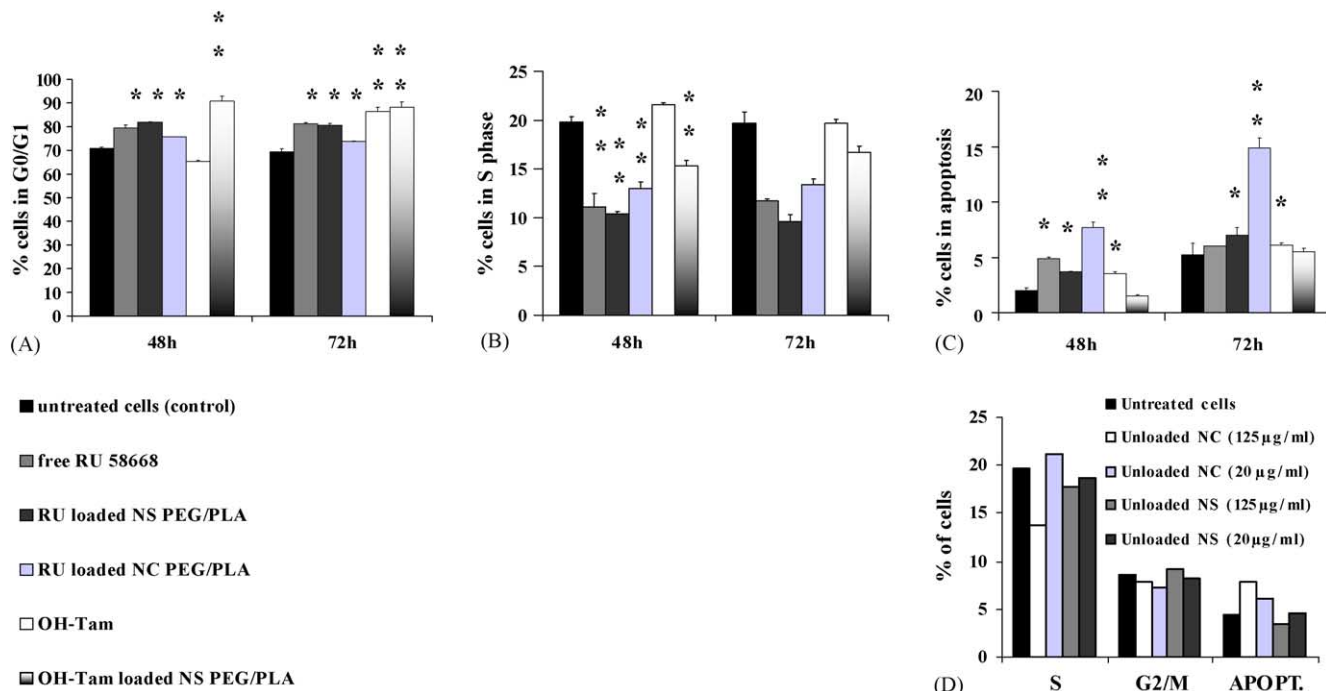 % cells in G0/G1
100
90
80
70
60
50
40
30
20
10
0
* * * * *
* * * * * *
48h 72h
(A)
% cells in S phase
25
20
15
10
5
0
* * * * * * * *
48h 72h
(B)
% cells in apoptosis
20
15
10
5
0
* * * * *
* * * *
48h 72h
(C)
untreated cells (control)
free RU 58668
RU loaded NS PEG/PLA
RU loaded NC PEG/PLA
OH-Tam
OH-Tam loaded NS PEG/PLA
% of cells
25
20
15
10
5
0
Untreated cells
Unloaded NC (125µg/ml)
Unloaded NC (20 µg/ml)
Unloaded NS (125µg/ml)
Unloaded NS (20µg/ml)
S G2/M APOPT.
(D)